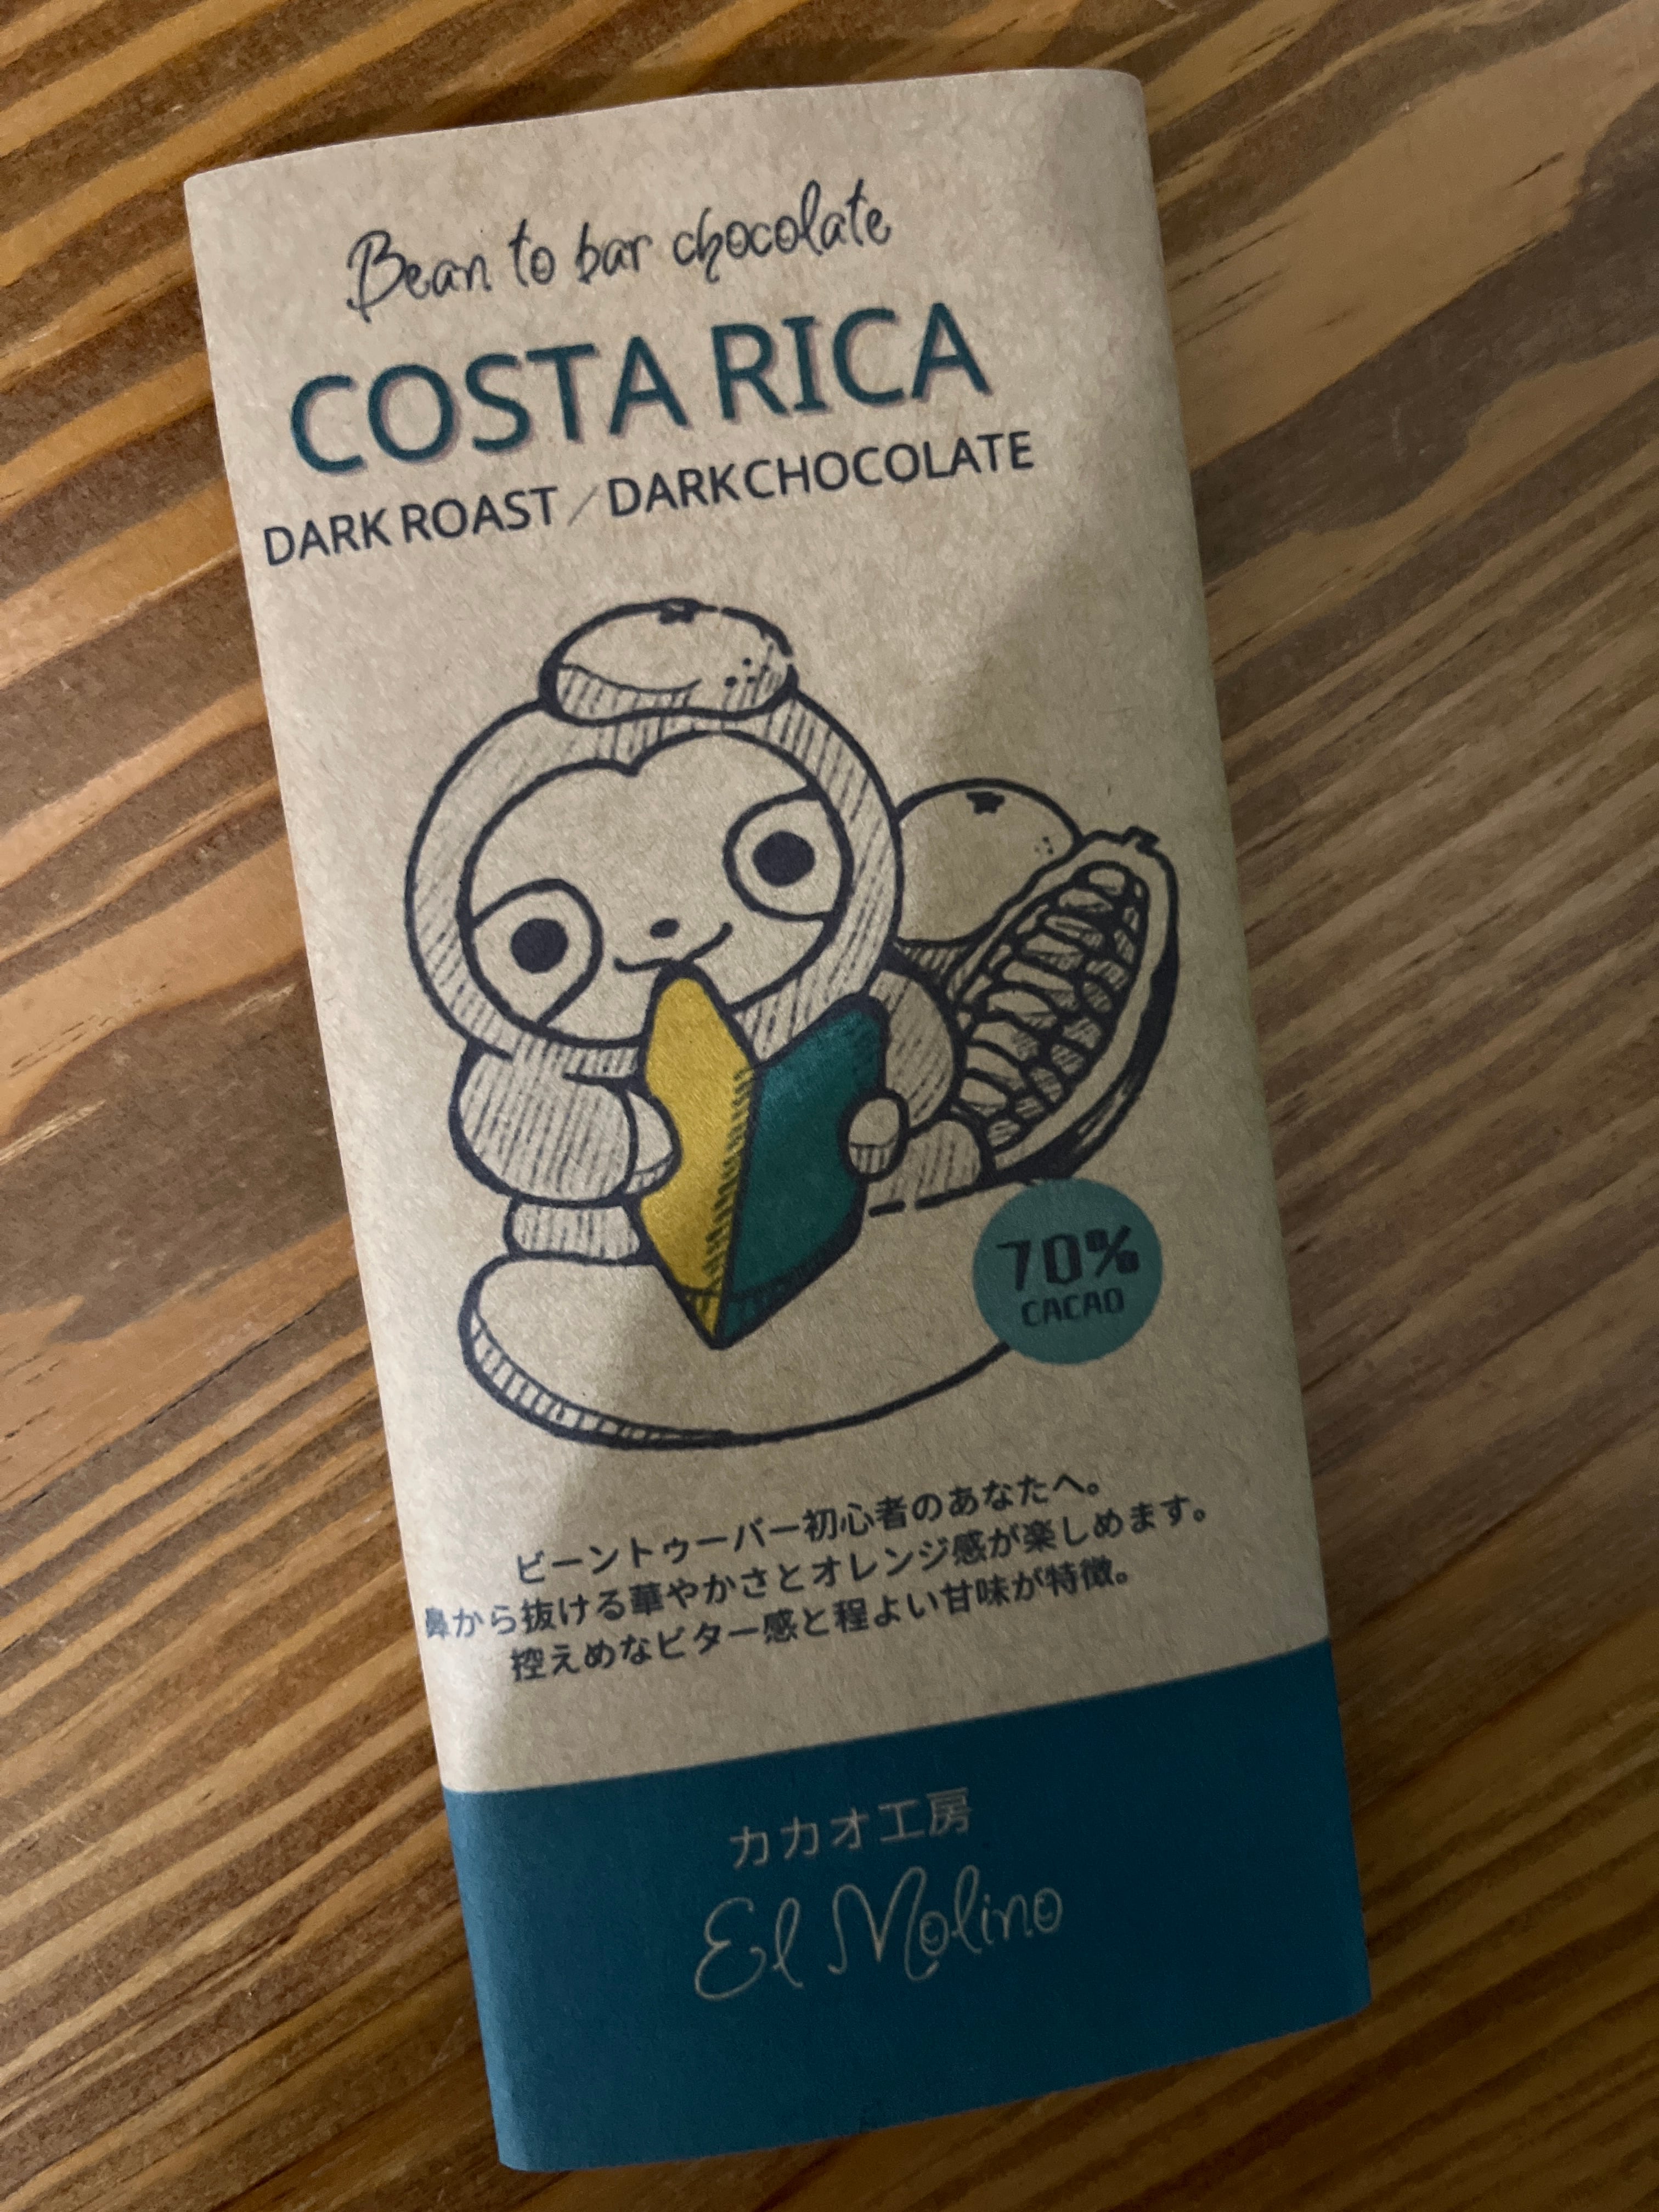 Bean to bar chocolate
COSTA RICA
DARK ROAST／DARK CHOCOLATE
70%
CACAO
ビーントゥーバー初心者のあなたへ。
鼻から抜ける華やかさとオレンジ感が楽しめます。
控えめなビター感と程よい甘味が特徴。
カカオ工房
El Molino